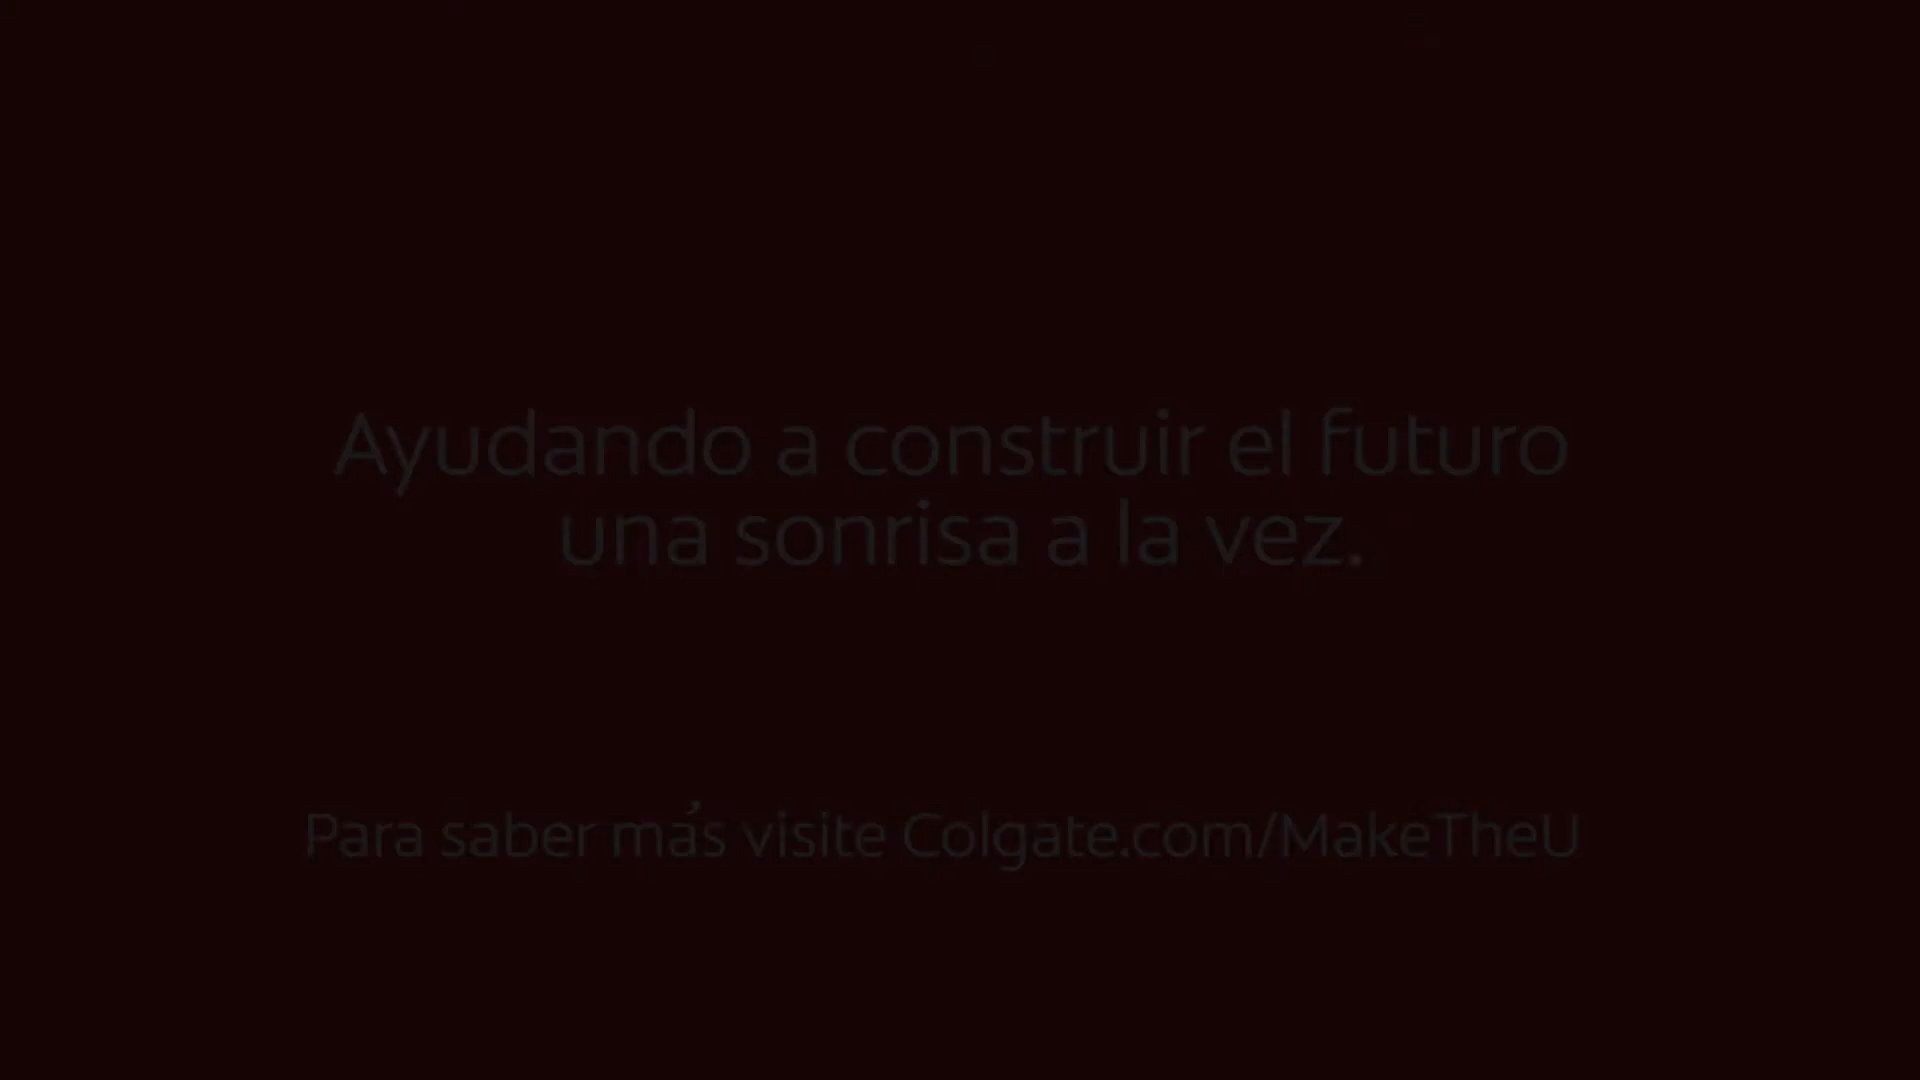 Ayudando a construir el futuro
una sonrisa a la vez.
Para saber más visite Colgate.com/MakeTheU